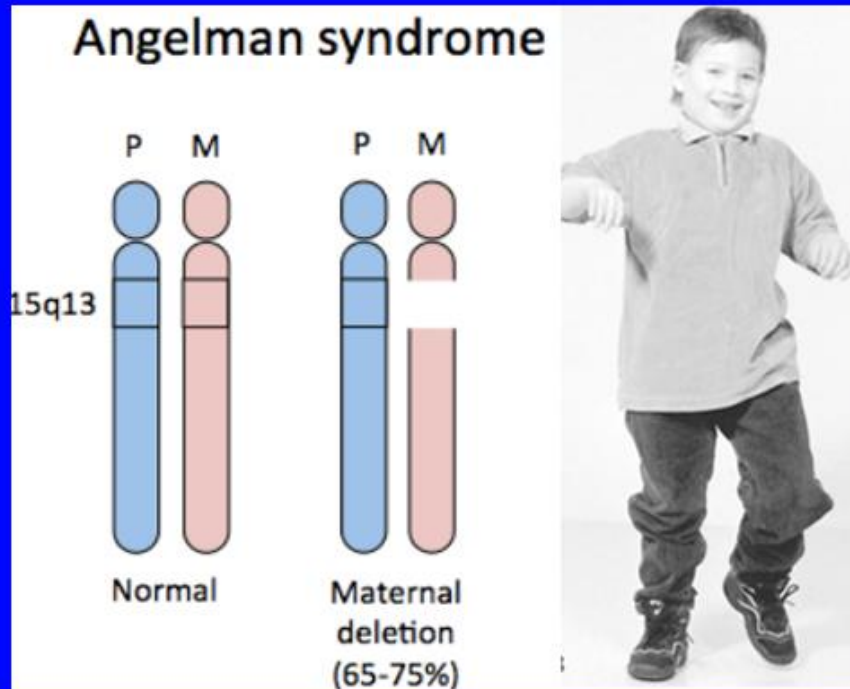 Angelman syndrome
P M P M
15q13
Normal
Maternal
deletion
(65-75%)